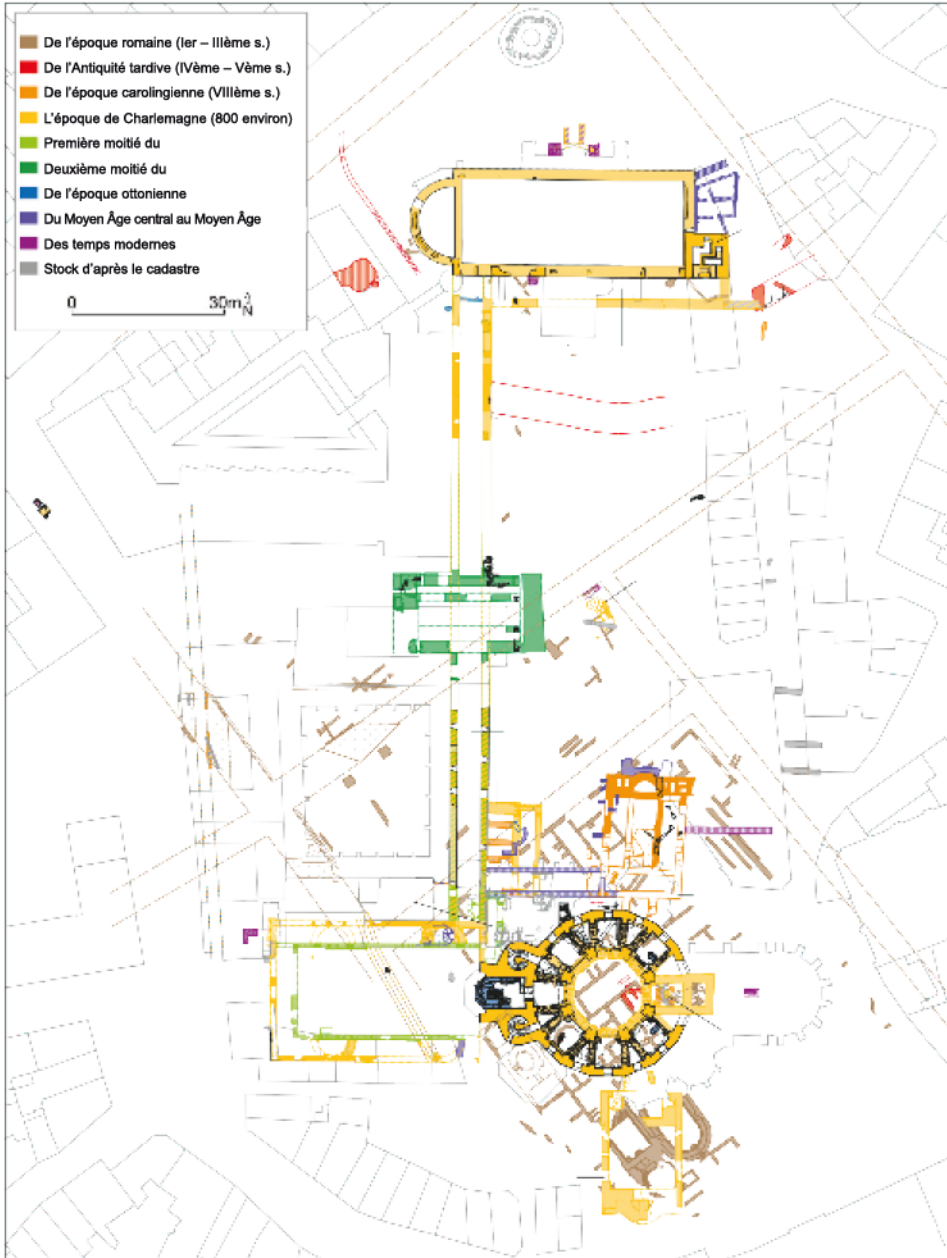 De l'époque romaine (Ier – IIIème s.)
De l'Antiquité tardive (IVème – Vème s.)
De l'époque carolingienne (VIIIème s.)
L'époque de Charlemagne (800 environ)
Première moitié du
Deuxième moitié du
De l'époque ottonienne
Du Moyen Âge central au Moyen Âge
Des temps modernes
Stock d'après le cadastre
0 30m N